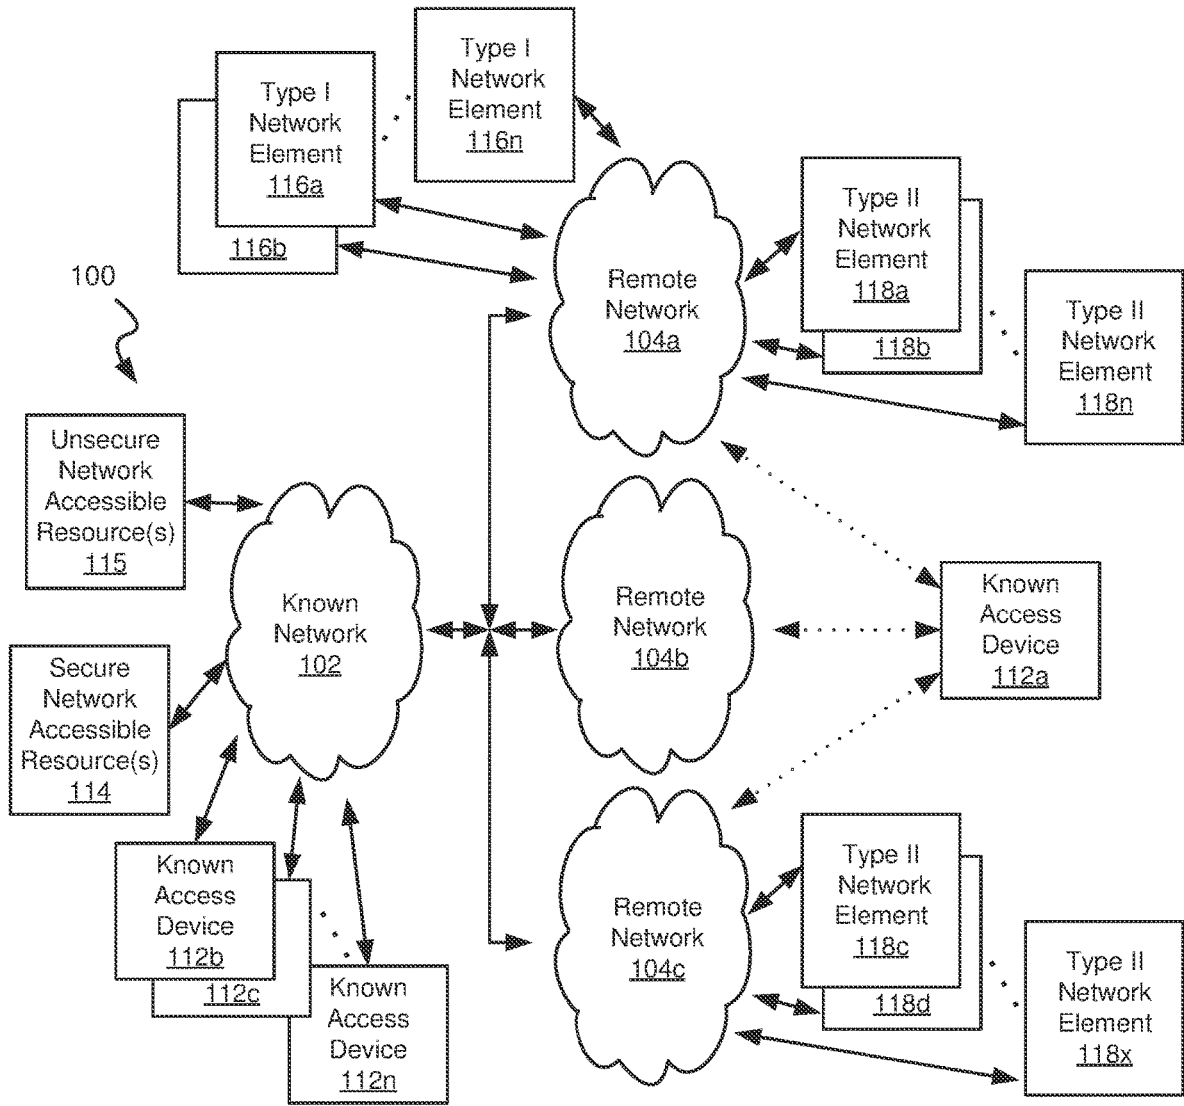 Type I
Network
Element
116n
Type I
Network
Element
116a
116b
100
Remote
Network
104a
Type II
Network
Element
118a
118b
Type II
Network
Element
118n
Unsecure
Network
Accessible
Resource(s)
115
Known
Network
102
Remote
Network
104b
Known
Access
Device
112a
Secure
Network
Accessible
Resource(s)
114
Known
Access
Device
112b
112c
Known
Access
Device
112n
Remote
Network
104c
Type II
Network
Element
118c
118d
Type II
Network
Element
118x